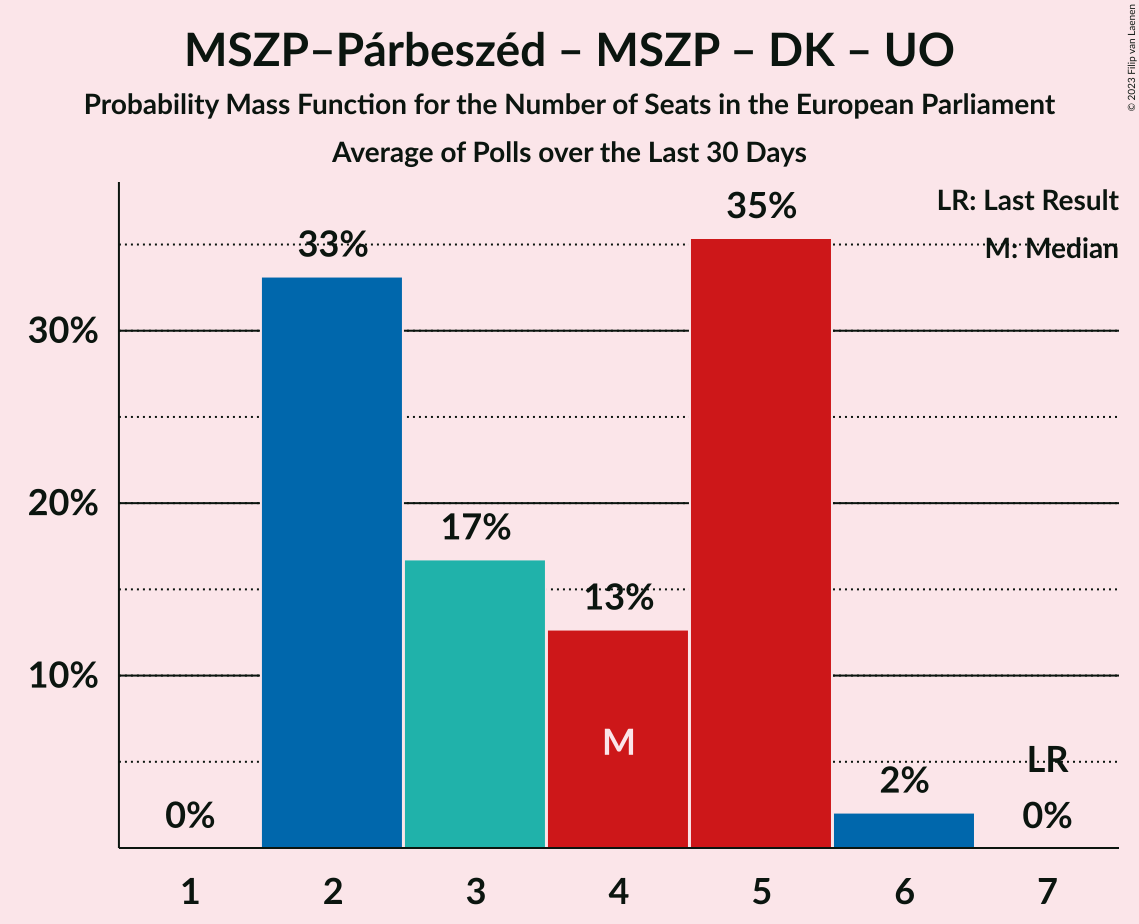 MSZP–Párbeszéd – MSZP – DK – UO
Probability Mass Function for the Number of Seats in the European Parliament
Average of Polls over the Last 30 Days
© 2023 Filip van Laenen
LR: Last Result
M: Median
35%
33%
30%
20%
17%
13%
10%
M
LR
2%
0%
0%
1 2 3 4 5 6 7